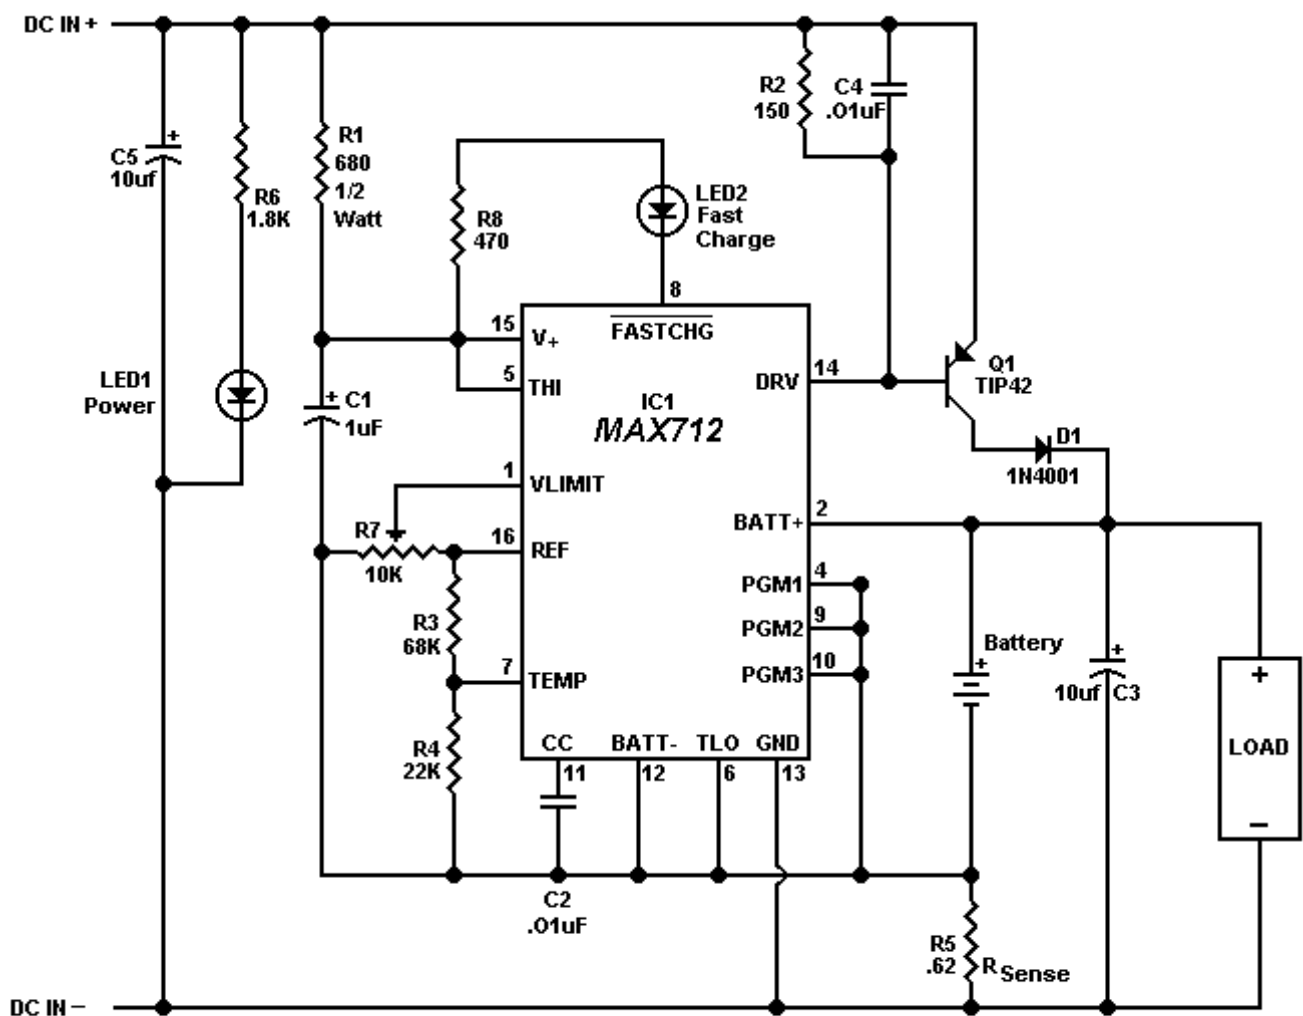 DC IN +
C5
10uf
+
R6
1.8K
R1
680
1/2
Watt
R8
470
LED2
Fast
Charge
R2
150
C4
.01uF
8
FASTCHG
15
V+
5
THI
DRV
14
Q1
TIP42
LED1
Power
+
C1
1uF
IC1
MAX712
D1
1N4001
1
VLIMIT
BATT+
2
R7
10K
16
REF
PGM1
4
PGM2
9
PGM3
10
R3
68K
7
TEMP
Battery
+
+
10uf C3
+
LOAD
–
R4
22K
CC
BATT-
TLO
GND
11
12
6
13
C2
.01uF
R5
.62
R Sense
DC IN –